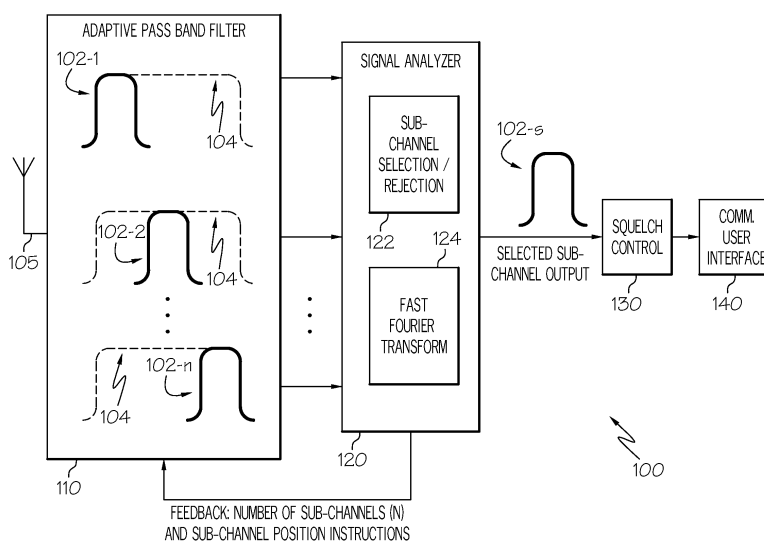 ADAPTIVE PASS BAND FILTER
102-1
104
102-2
104
102-n
104
105
110
SIGNAL ANALYZER
SUB-
CHANNEL
SELECTION /
REJECTION
122
124
FAST
FOURIER
TRANSFORM
120
102-s
SELECTED SUB-
CHANNEL OUTPUT
SQUELCH
CONTROL
130
COMM.
USER
INTERFACE
140
100
FEEDBACK: NUMBER OF SUB-CHANNELS (N)
AND SUB-CHANNEL POSITION INSTRUCTIONS